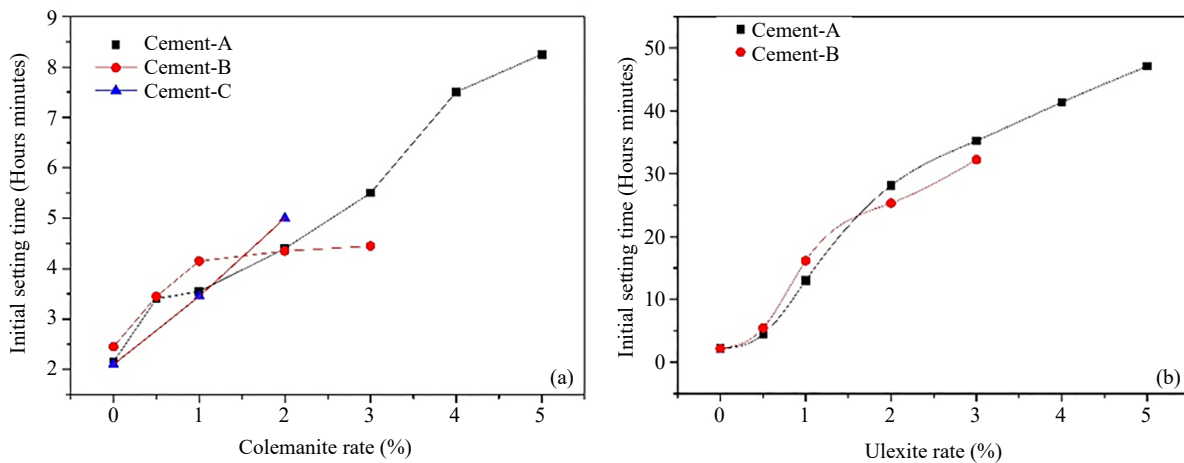 Initial setting time (Hours minutes)
9
8
7
6
5
4
3
2
Cement-A
Cement-B
Cement-C
(a)
0 1 2 3 4 5
Colemanite rate (%)
Initial setting time (Hours minutes)
50
40
30
20
10
0
Cement-A
Cement-B
(b)
0 1 2 3 4 5
Ulexite rate (%)